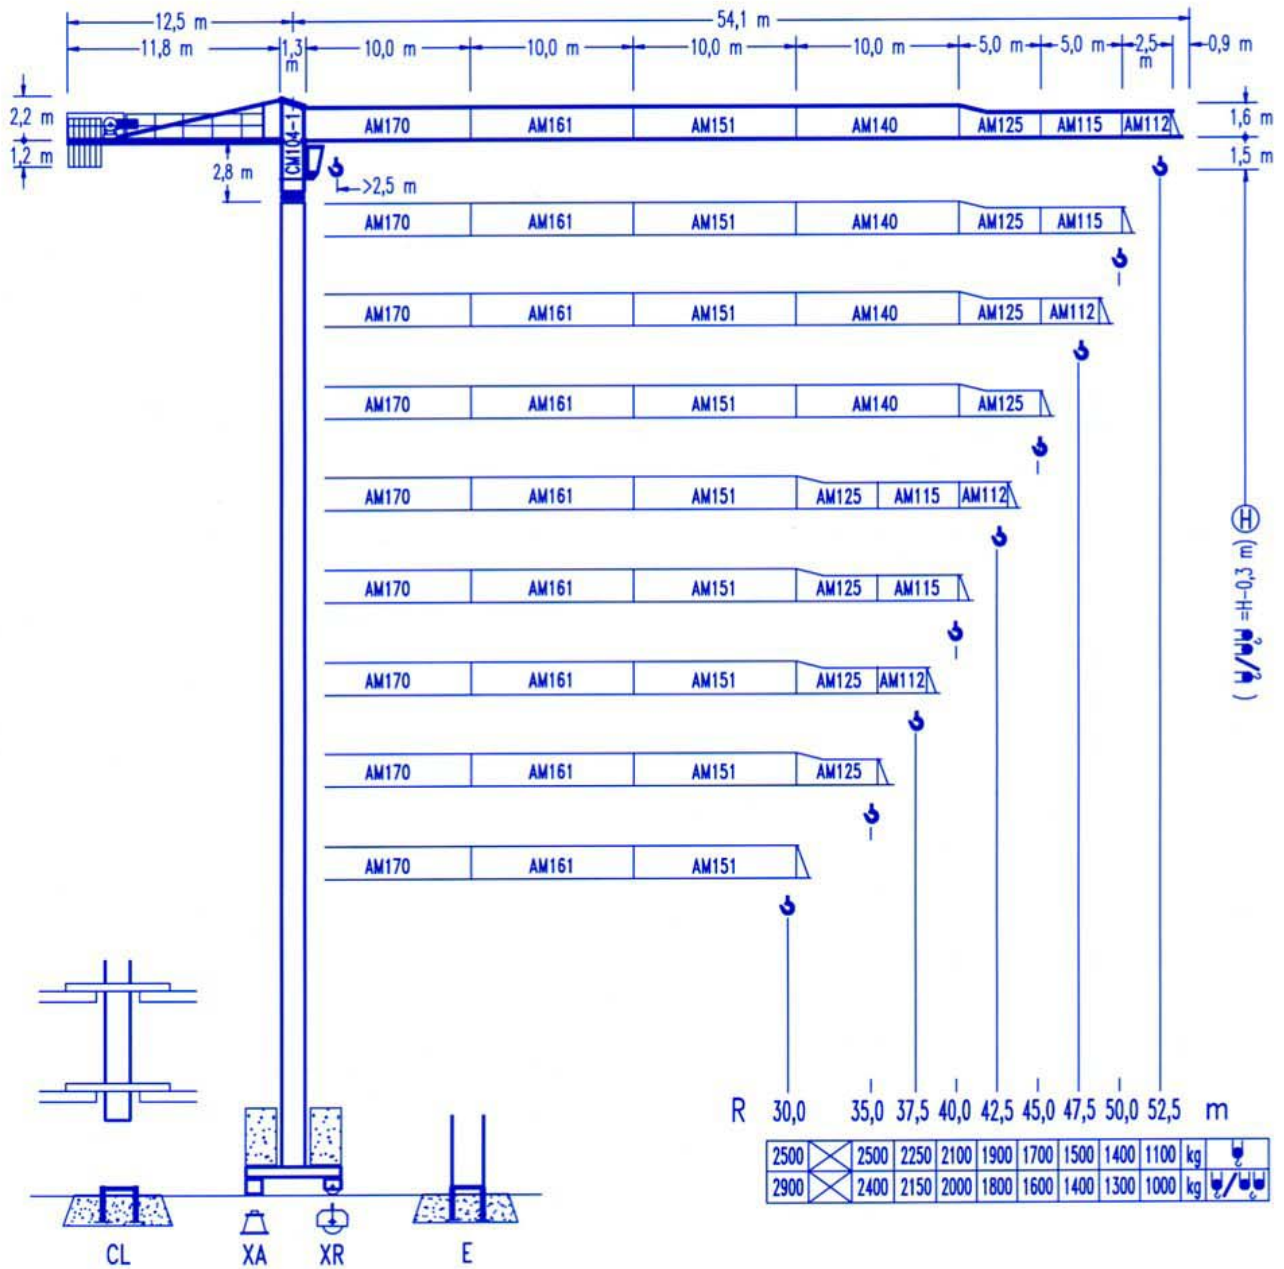 12,5 m 54,1 m
11,8 m 1,3 m 10,0 m 10,0 m 10,0 m 10,0 m 5,0 m 5,0 m 2,5 m 0,9 m
2,2 m CM104-1 AM170 AM161 AM151 AM140 AM125 AM115 AM112 1,6 m
1,2 m 2,8 m >2,5 m 1,5 m
AM170 AM161 AM151 AM140 AM125 AM115
AM170 AM161 AM151 AM140 AM125 AM112
AM170 AM161 AM151 AM140 AM125
AM170 AM161 AM151 AM125 AM115 AM112
H
( / =H-0,3 m)
AM170 AM161 AM151 AM125 AM115
AM170 AM161 AM151 AM125 AM112
AM170 AM161 AM151 AM125
AM170 AM161 AM151
R 30,0 35,0 37,5 40,0 42,5 45,0 47,5 50,0 52,5 m
2500 2500 2250 2100 1900 1700 1500 1400 1100 kg
2900 2400 2150 2000 1800 1600 1400 1300 1000 kg /
CL XA XR E